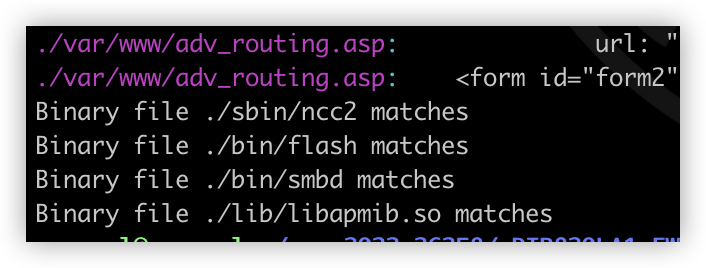 ./var/www/adv_routing.asp: url: "
./var/www/adv_routing.asp: <form id="form2"
Binary file ./sbin/ncc2 matches
Binary file ./bin/flash matches
Binary file ./bin/smbd matches
Binary file ./lib/libapmib.so matches